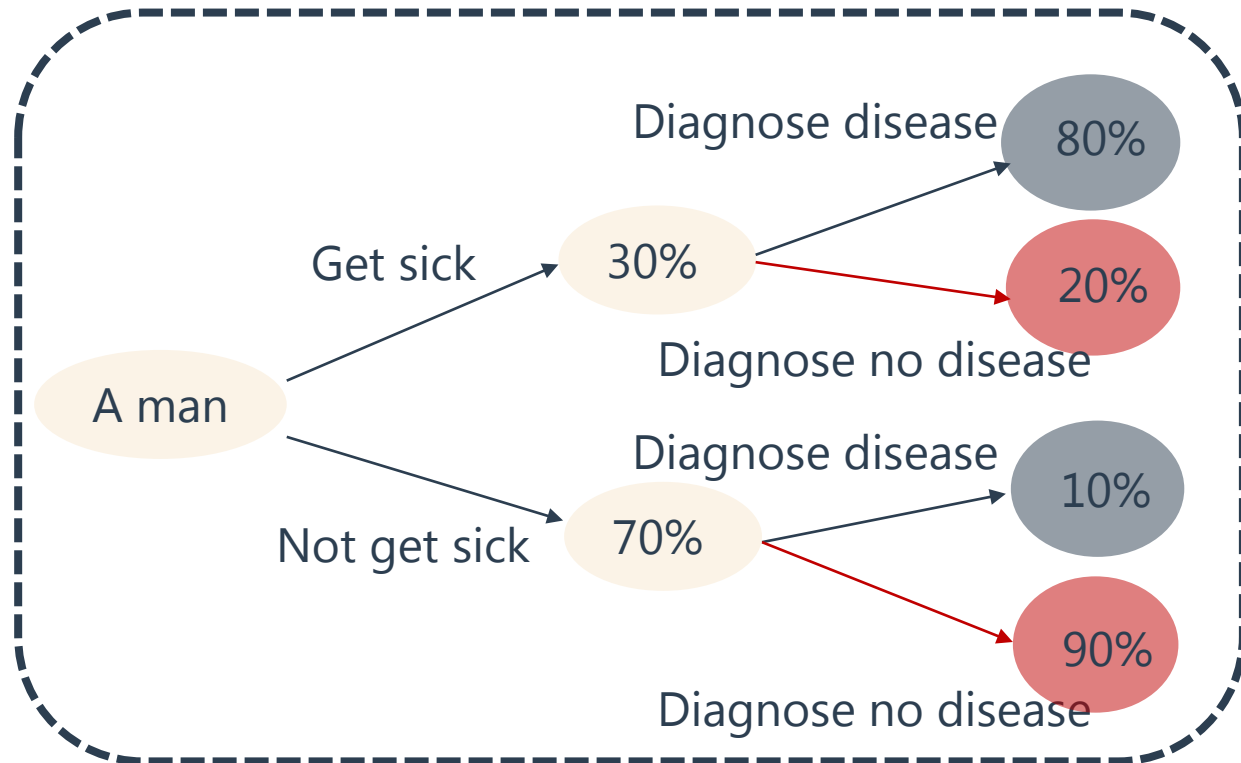 Diagnose disease
80%
Get sick
30%
20%
Diagnose no disease
A man
Diagnose disease
10%
Not get sick
70%
90%
Diagnose no disease